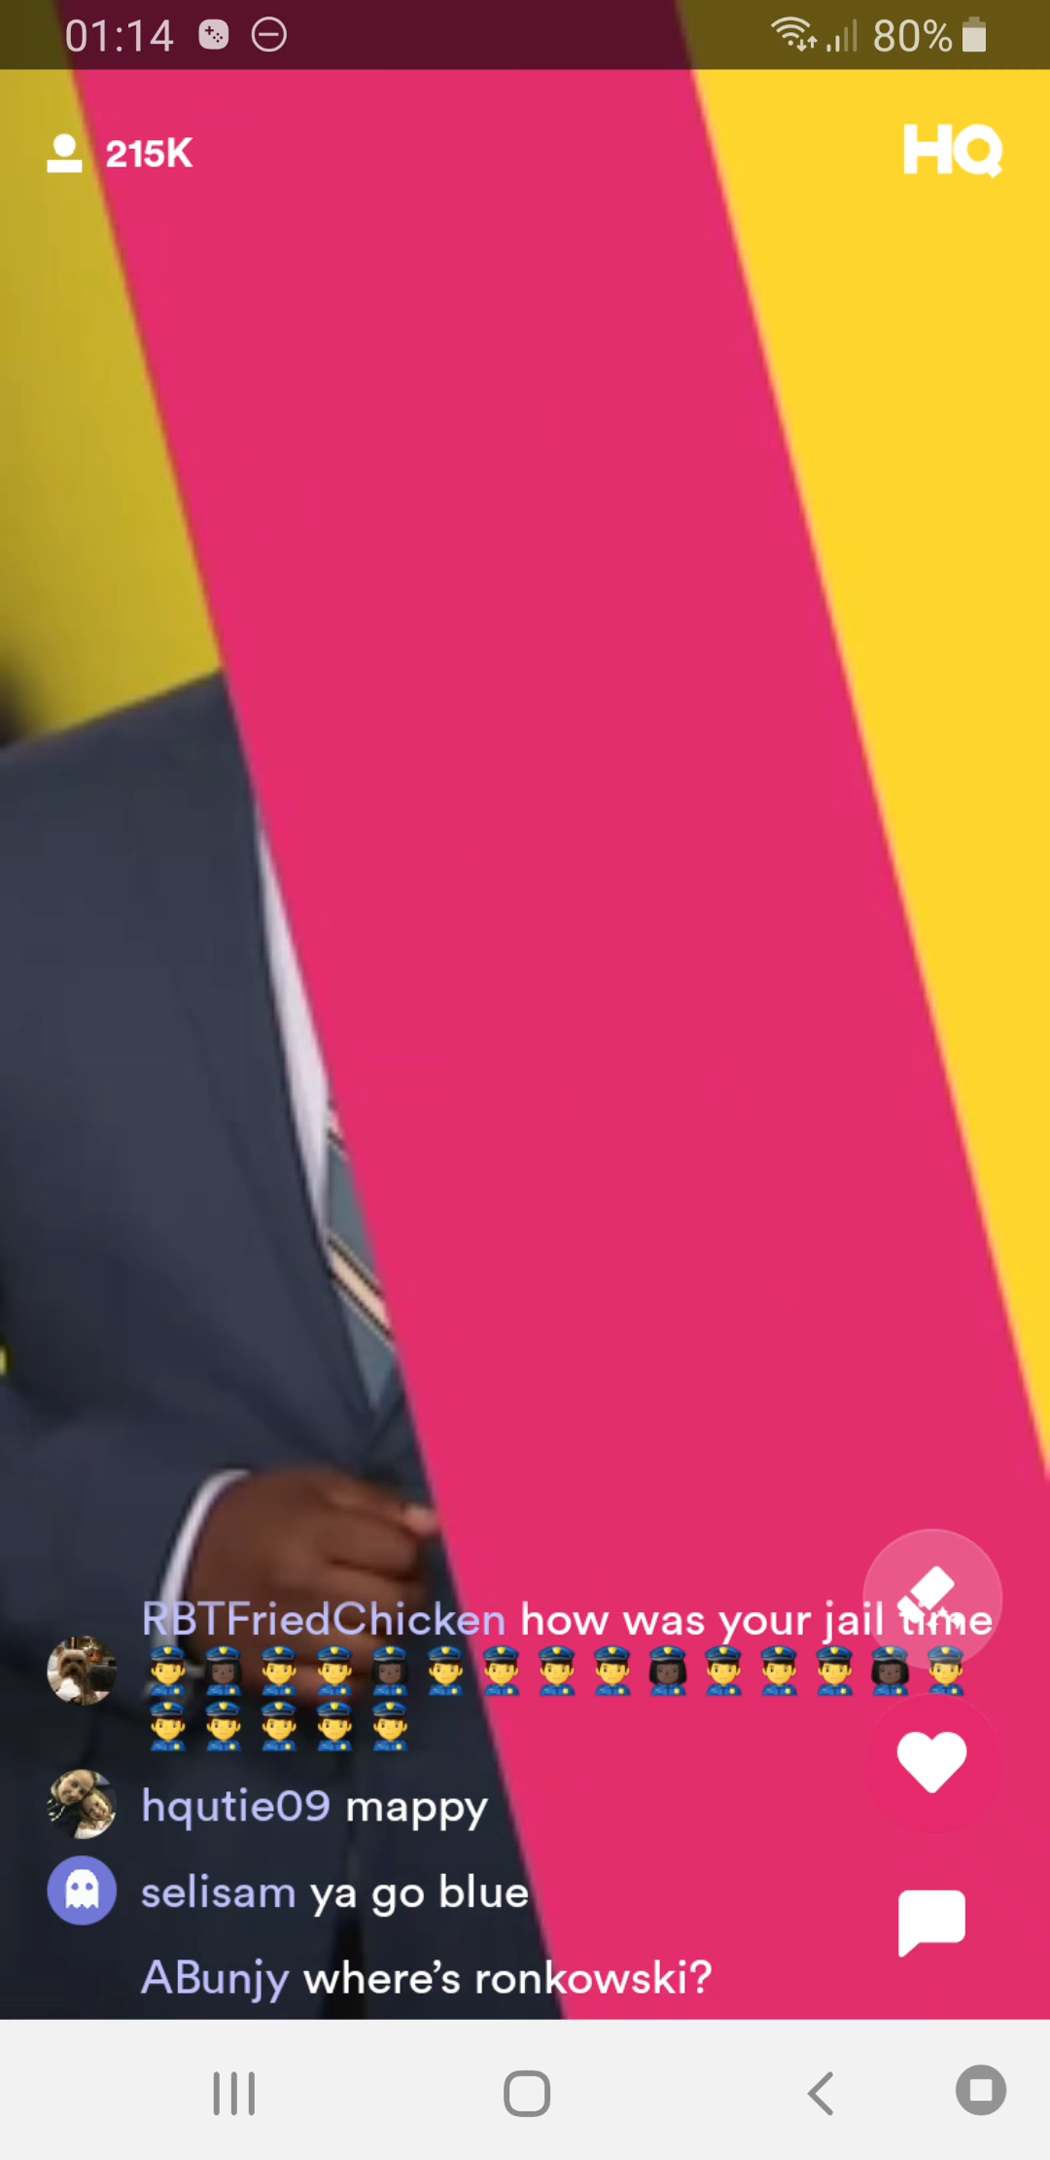 01:14 80%
215K HQ
RBTFriedChicken how was your jail time
👮‍♂️👮🏿‍♀️👮‍♂️👮‍♂️👮🏿‍♀️👮‍♂️👮‍♂️👮‍♂️👮‍♂️👮🏿‍♀️👮‍♂️👮‍♂️👮‍♂️👮🏿‍♀️👮‍♂️
👮‍♂️👮‍♂️👮‍♂️👮‍♂️👮‍♂️
hqutie09 mappy
selisam ya go blue
ABunjy where’s ronkowski?